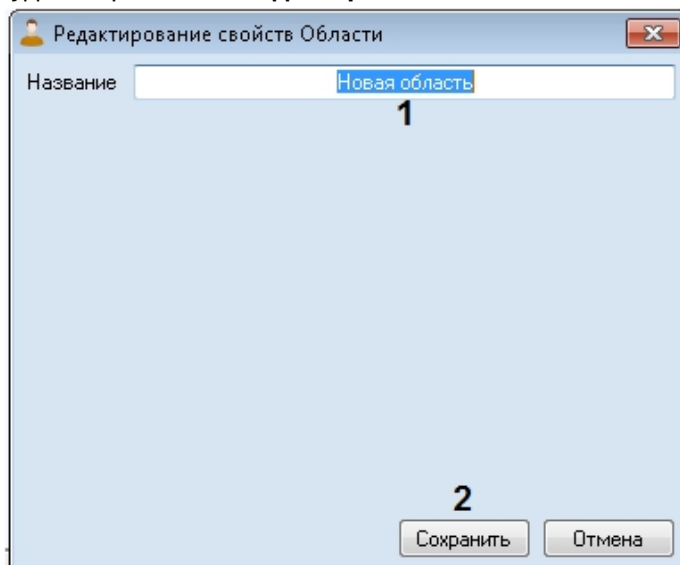 Редактирование свойств Области
Название Новая область
1
2
Сохранить Отмена